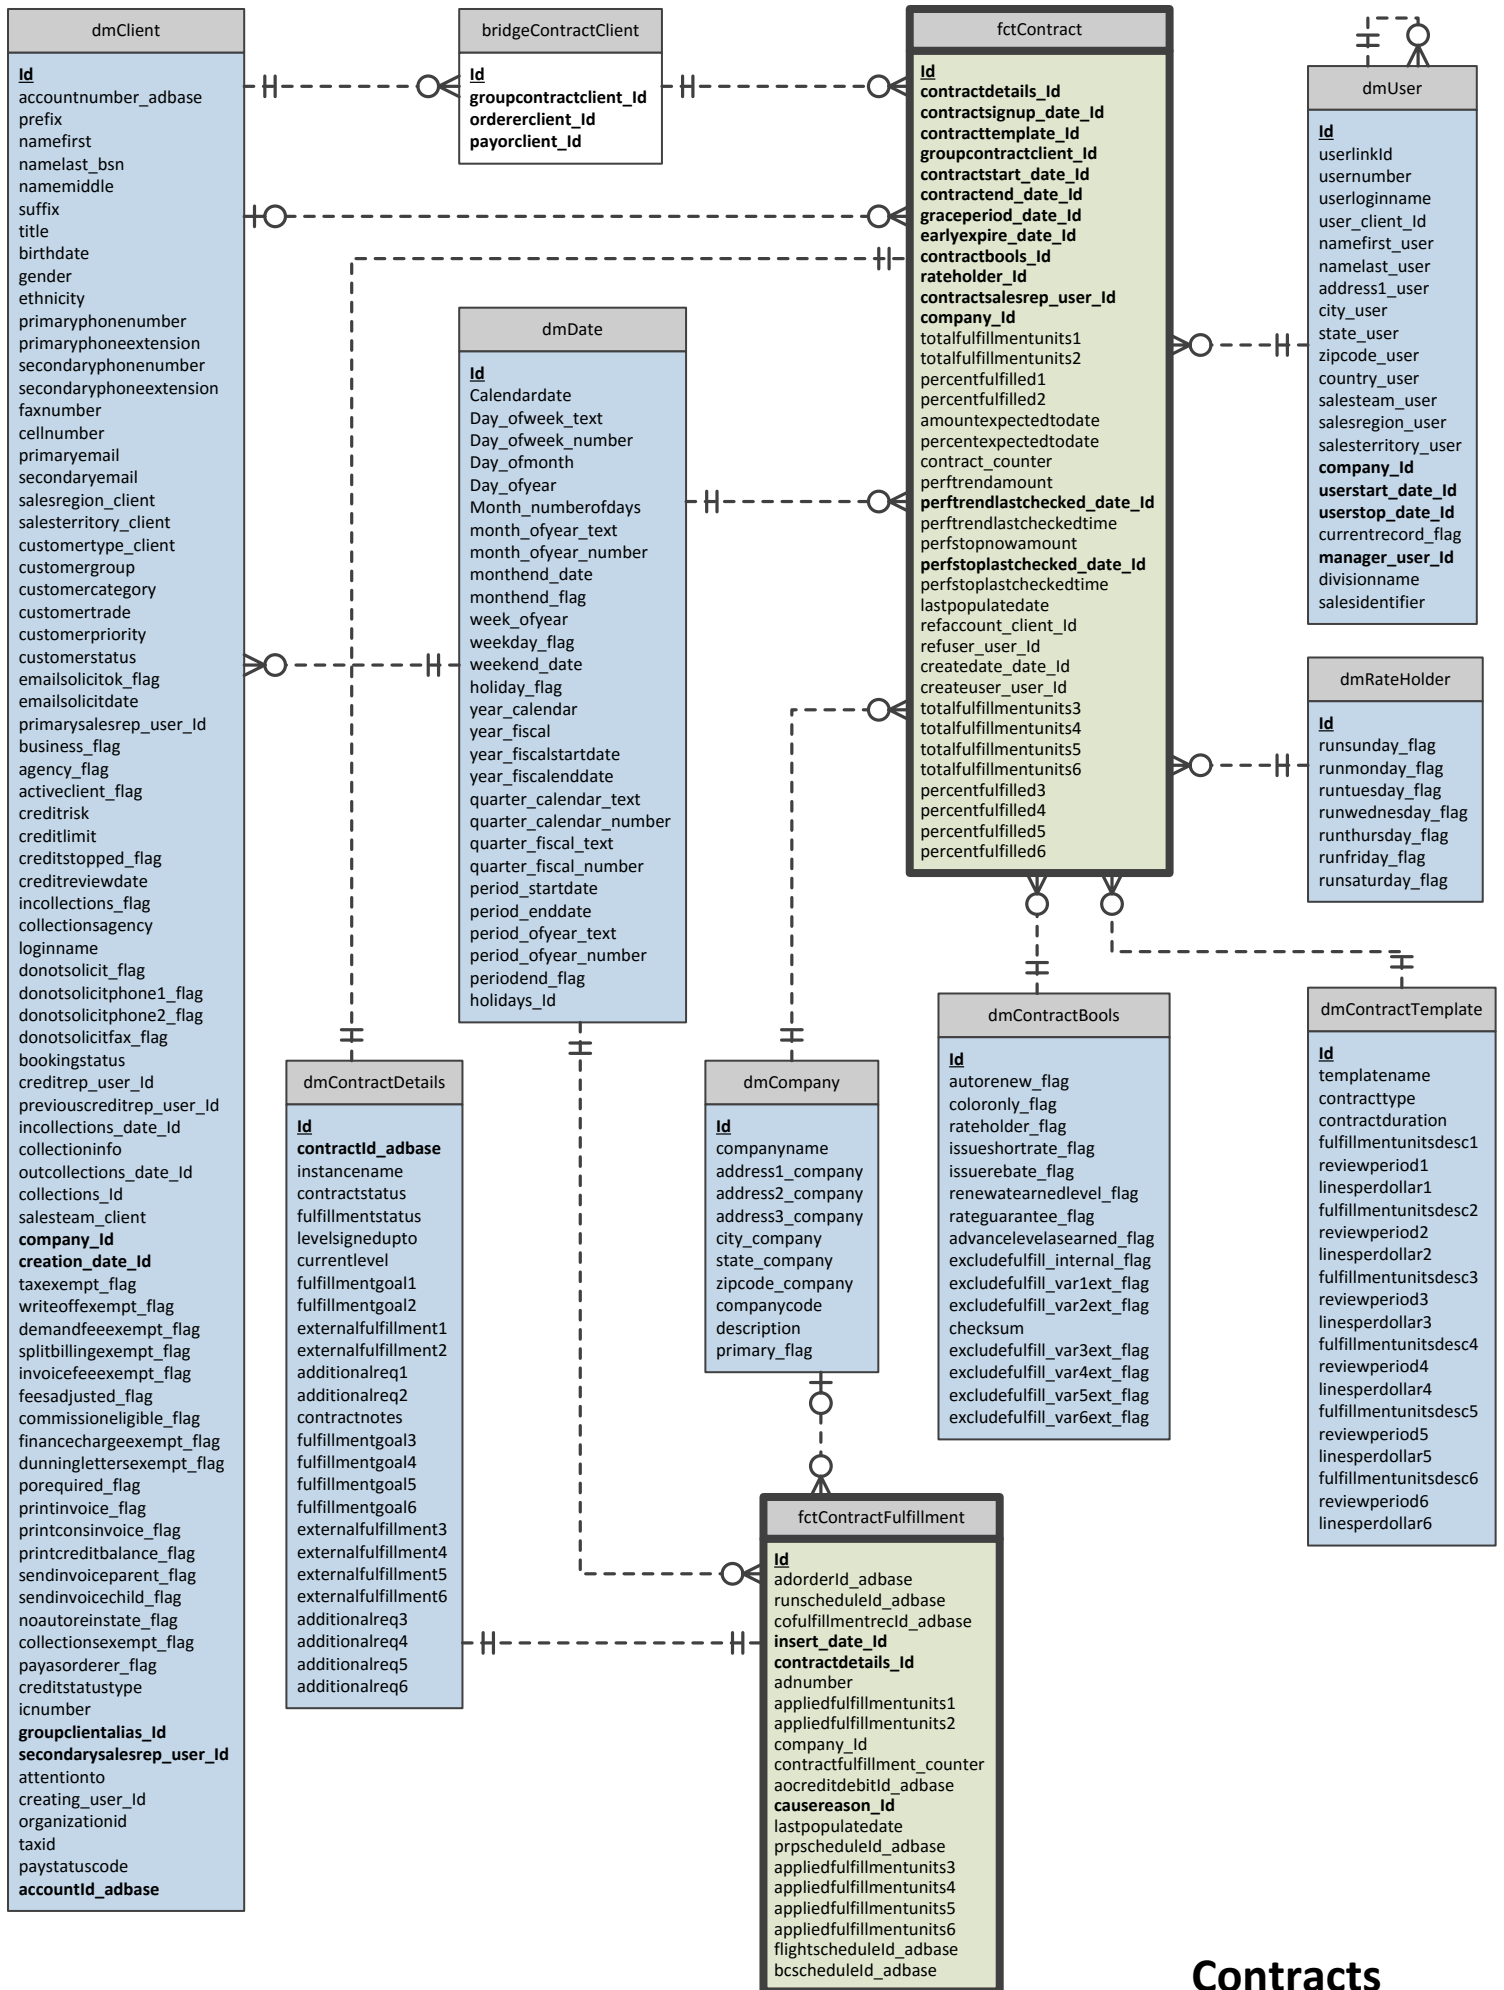 dmClient
Id
accountnumber_adbase
prefix
namefirst
namelast_bsn
namemiddle
suffix
title
birthdate
gender
ethnicity
primaryphonenumber
primaryphoneextension
secondaryphonenumber
secondaryphoneextension
faxnumber
cellnumber
primaryemail
secondaryemail
salesregion_client
salesterritory_client
customertype_client
customergroup
customercategory
customertrade
customerpriority
customerstatus
emailsolicitok_flag
emailsolicitdate
primarysalesrep_user_Id
business_flag
agency_flag
activeclient_flag
creditrisk
creditlimit
creditstopped_flag
creditreviewdate
incollections_flag
collectionsagency
loginname
donotsolicit_flag
donotsolicitphone1_flag
donotsolicitphone2_flag
donotsolicitfax_flag
bookingstatus
creditrep_user_Id
previouscreditrep_user_Id
incollections_date_Id
collectioninfo
outcollections_date_Id
collections_Id
salesteam_client
company_Id
creation_date_Id
taxexempt_flag
writeoffexempt_flag
demandfeeexempt_flag
splitbillingexempt_flag
invoicefeeexempt_flag
feesadjusted_flag
commissioneligible_flag
financechargeexempt_flag
dunninglettersexempt_flag
porequired_flag
printinvoice_flag
printconsinvoice_flag
printcreditbalance_flag
sendinvoiceparent_flag
sendinvoicechild_flag
noautoreinstate_flag
collectionsexempt_flag
payasorderer_flag
creditstatustype
icnumber
groupclientalias_Id
secondarysalesrep_user_Id
attentionto
creating_user_Id
organizationid
taxid
paystatuscode
accountId_adbase
bridgeContractClient
Id
groupcontractclient_Id
ordererclient_Id
payorclient_Id
dmDate
Id
Calendardate
Day_ofweek_text
Day_ofweek_number
Day_ofmonth
Day_ofyear
Month_numberofdays
month_ofyear_text
month_ofyear_number
monthend_date
monthend_flag
week_ofyear
weekday_flag
weekend_date
holiday_flag
year_calendar
year_fiscal
year_fiscalstartdate
year_fiscalenddate
quarter_calendar_text
quarter_calendar_number
quarter_fiscal_text
quarter_fiscal_number
period_startdate
period_enddate
period_ofyear_text
period_ofyear_number
periodend_flag
holidays_Id
dmContractDetails
Id
contractId_adbase
instancename
contractstatus
fulfillmentstatus
levelsignedupto
currentlevel
fulfillmentgoal1
fulfillmentgoal2
externalfulfillment1
externalfulfillment2
additionalreq1
additionalreq2
contractnotes
fulfillmentgoal3
fulfillmentgoal4
fulfillmentgoal5
fulfillmentgoal6
externalfulfillment3
externalfulfillment4
externalfulfillment5
externalfulfillment6
additionalreq3
additionalreq4
additionalreq5
additionalreq6
fctContract
Id
contractdetails_Id
contractsignup_date_Id
contracttemplate_Id
groupcontractclient_Id
contractstart_date_Id
contractend_date_Id
graceperiod_date_Id
earlyexpire_date_Id
contractbools_Id
rateholder_Id
contractsalesrep_user_Id
company_Id
totalfulfillmentunits1
totalfulfillmentunits2
percentfulfilled1
percentfulfilled2
amountexpectedtodate
percentexpectedtodate
contract_counter
perftrendamount
perftrendlastchecked_date_Id
perftrendlastcheckedtime
perfstopnowamount
perfstoplastchecked_date_Id
perfstoplastcheckedtime
lastpopulatedate
refaccount_client_Id
refuser_user_Id
createdate_date_Id
createuser_user_Id
totalfulfillmentunits3
totalfulfillmentunits4
totalfulfillmentunits5
totalfulfillmentunits6
percentfulfilled3
percentfulfilled4
percentfulfilled5
percentfulfilled6
dmCompany
Id
companyname
address1_company
address2_company
address3_company
city_company
state_company
zipcode_company
companycode
description
primary_flag
fctContractFulfillment
Id
adorderId_adbase
runscheduleId_adbase
cofulfillmentrecId_adbase
insert_date_Id
contractdetails_Id
adnumber
appliedfulfillmentunits1
appliedfulfillmentunits2
company_Id
contractfulfillment_counter
aocreditdebitId_adbase
causereason_Id
lastpopulatedate
prpscheduleId_adbase
appliedfulfillmentunits3
appliedfulfillmentunits4
appliedfulfillmentunits5
appliedfulfillmentunits6
flightscheduleId_adbase
bcscheduleId_adbase
dmContractBools
Id
autorenew_flag
coloronly_flag
rateholder_flag
issueshortrate_flag
issuerebate_flag
renewatearnedlevel_flag
rateguarantee_flag
advancelevelasearned_flag
excludefulfill_internal_flag
excludefulfill_var1ext_flag
excludefulfill_var2ext_flag
checksum
excludefulfill_var3ext_flag
excludefulfill_var4ext_flag
excludefulfill_var5ext_flag
excludefulfill_var6ext_flag
dmUser
Id
userlinkId
usernumber
userloginname
user_client_Id
namefirst_user
namelast_user
address1_user
city_user
state_user
zipcode_user
country_user
salesteam_user
salesregion_user
salesterritory_user
company_Id
userstart_date_Id
userstop_date_Id
currentrecord_flag
manager_user_Id
divisionname
salesidentifier
dmRateHolder
Id
runsunday_flag
runmonday_flag
runtuesday_flag
runwednesday_flag
runthursday_flag
runfriday_flag
runsaturday_flag
dmContractTemplate
Id
templatename
contracttype
contractduration
fulfillmentunitsdesc1
reviewperiod1
linesperdollar1
fulfillmentunitsdesc2
reviewperiod2
linesperdollar2
fulfillmentunitsdesc3
reviewperiod3
linesperdollar3
fulfillmentunitsdesc4
reviewperiod4
linesperdollar4
fulfillmentunitsdesc5
reviewperiod5
linesperdollar5
fulfillmentunitsdesc6
reviewperiod6
linesperdollar6
Contracts